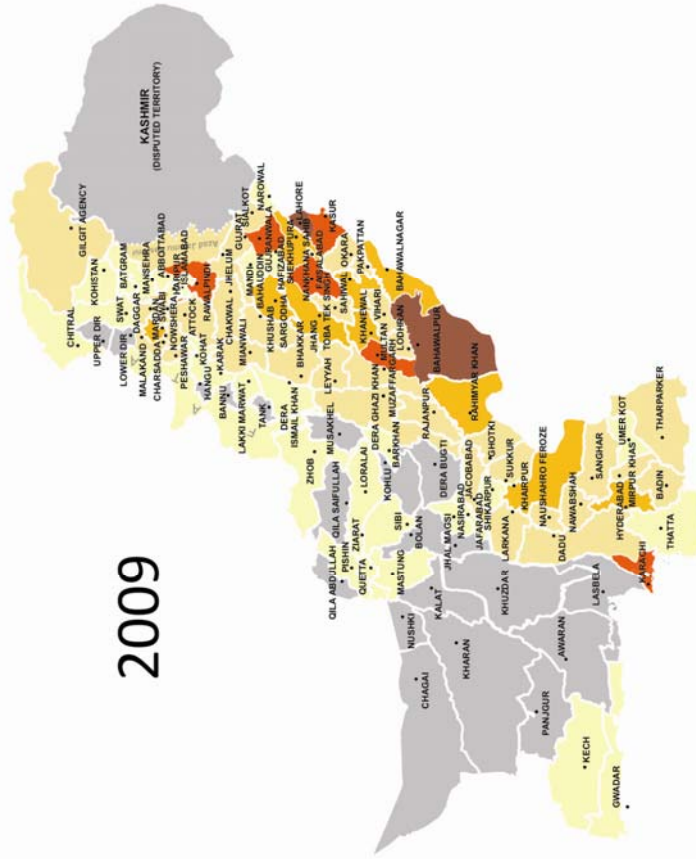 2009
KASHMIR
(DISPUTED TERRITORY)
GILGIT AGENCY
CHITRAL
KOHISTAN
UPPER DIR
SWAT
BATGRAM
LOWER DIR
DAGGAR
MANSEHRA
MALAKAND
ABBOTTABAD
CHARSADDA
MARDAN
SWABI
HARIPUR
NOWSHERA
ISLAMABAD
PESHAWAR
ATTOCK
RAWALPINDI
KOHAT
HANGU
KARAK
BANNU
CHAKWAL
JHELUM
GUJRAT
SIALKOT
NAROWAL
LAKKI MARWAT
MIANWALI
MANDI
BAHAUDDIN
GUJRANWALA
TANK
KHUSHAB
HAFIZABAD
SARGODHA
SHEIKHUPURA
LAHORE
DERA
ISMAIL KHAN
BHAKKAR
JHANG
NANKHANA SAHIB
FAISALABAD
KASUR
TOBA TEK SINGH
OKARA
SAHIWAL
PAKPATTAN
MUSAKHEL
LEYYAH
KHANEWAL
VIHARI
BAHAWALNAGAR
ZHOB
DERA GHAZI KHAN
MULTAN
MUZAFFARGARH
LODHRAN
QILA SAIFULLAH
LORALAI
BARKHAN
RAJANPUR
BAHAWALPUR
QILA ABDULLAH
PISHIN
ZIARAT
KOHLU
DERA BUGTI
RAHIMYAR KHAN
QUETTA
SIBI
BOLAN
MASTUNG
JHAL MAGSI
NASIRABAD
JAFARABAD
JACOBABAD
SHIKARPUR
GHOTKI
SUKKUR
KALAT
NUSHKI
LARKANA
KHAIRPUR
CHAGAI
KHARAN
KHUZDAR
DADU
NAUSHAHRO FEROZE
NAWABSHAH
SANGHAR
PANJGUR
AWARAN
LASBELA
HYDERABAD
MIRPUR KHAS
UMER KOT
THARPARKER
KARACHI
THATTA
BADIN
KECH
GWADAR